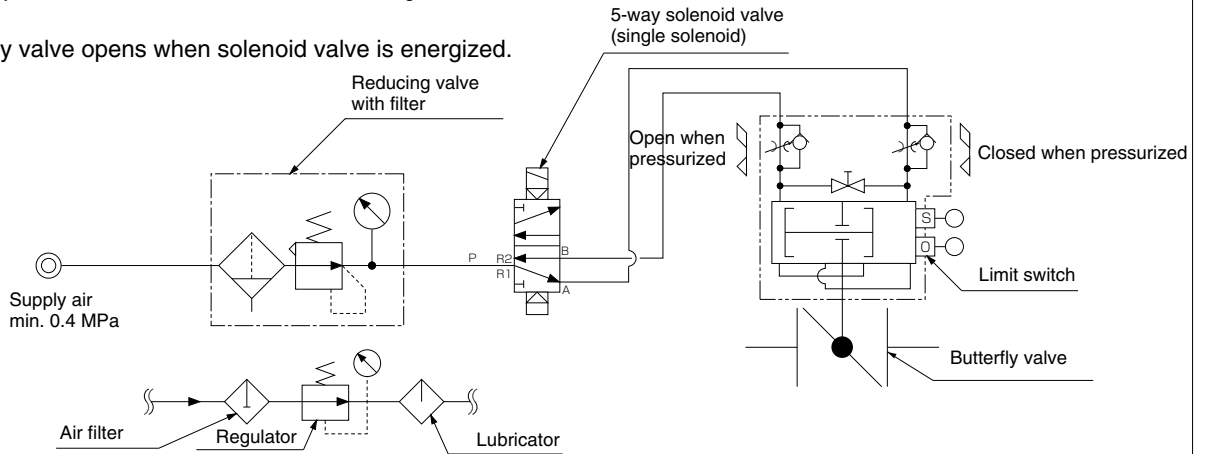 5-way solenoid valve
(single solenoid)
y valve opens when solenoid valve is energized.
Reducing valve
with filter
Open when
pressurized
Closed when pressurized
S
O
P
R2
R1
B
A
Limit switch
Supply air
min. 0.4 MPa
Butterfly valve
Air filter
Regulator
Lubricator